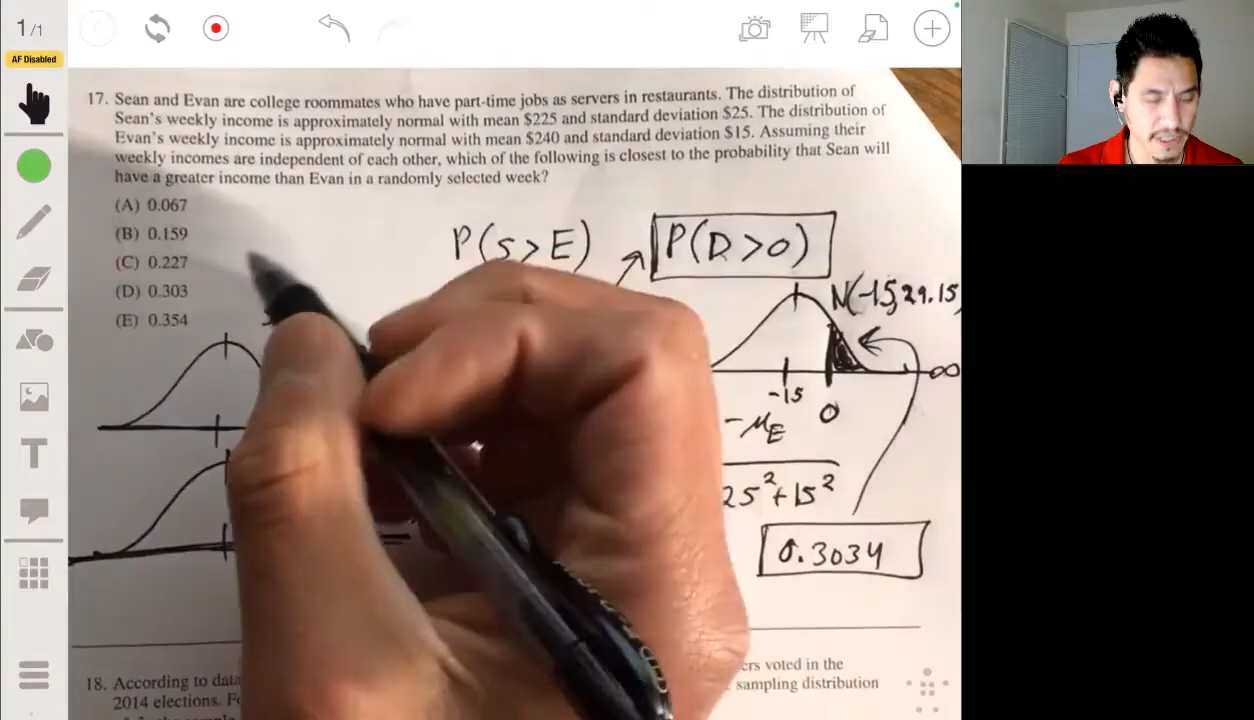 1/1
AF Disabled
17. Sean and Evan are college roommates who have part-time jobs as servers in restaurants. The distribution of
Sean's weekly income is approximately normal with mean $225 and standard deviation $25. The distribution of
Evan's weekly income is approximately normal with mean $240 and standard deviation $15. Assuming their
weekly incomes are independent of each other, which of the following is closest to the probability that Sean will
have a greater income than Evan in a randomly selected week?
(A) 0.067
(B) 0.159
(C) 0.227
(D) 0.303
(E) 0.354
P(S>E)
P(D>0)
N(-15,29.15)
-15
0
∞
-μE
25²+15²
0.3034
18. According to data
2014 elections.
ers voted in the
sampling distribution
T